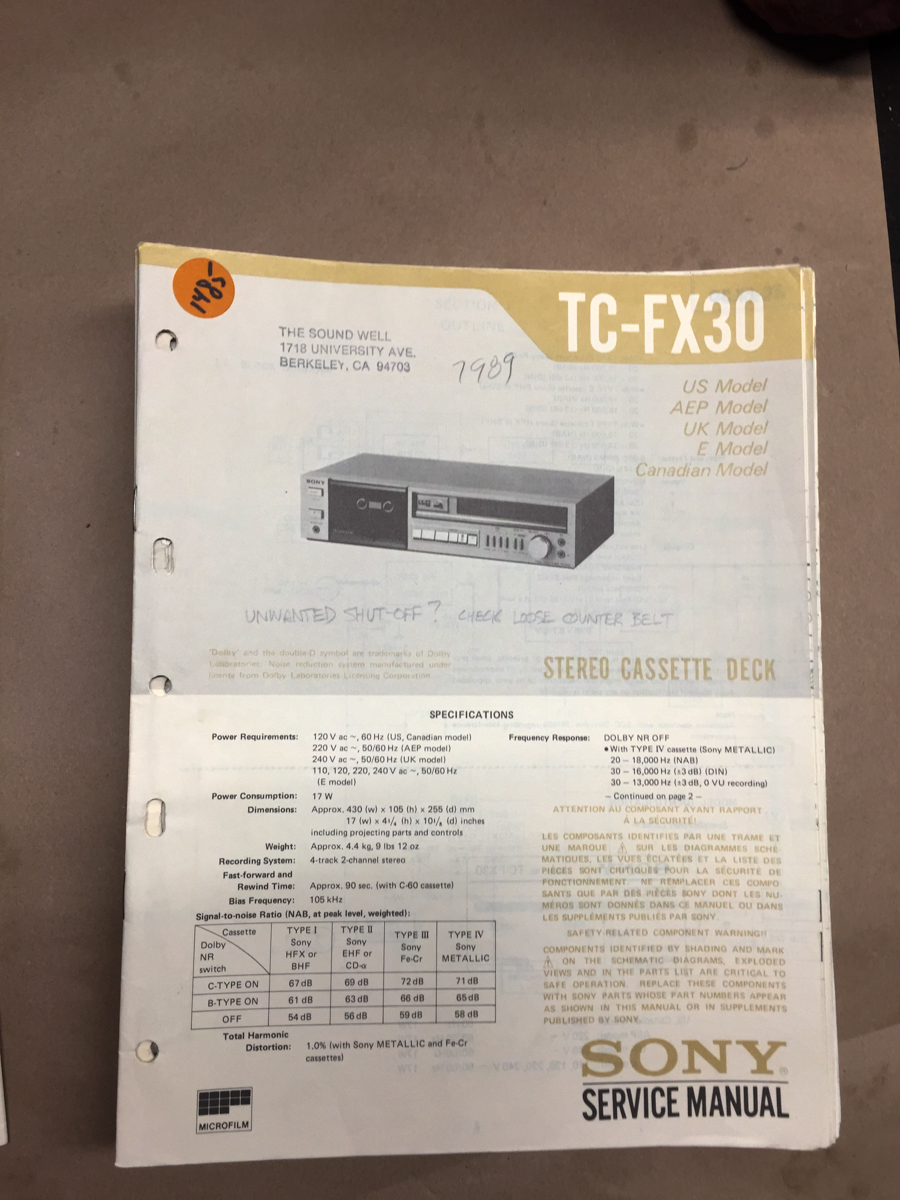 1485
TC-FX30
THE SOUND WELL
1718 UNIVERSITY AVE.
BERKELEY, CA 94703
7989
US Model
AEP Model
UK Model
E Model
Canadian Model
SONY
UNWANTED SHUT-OFF? CHECK LOOSE COUNTER BELT
'Dolby' and the double-D symbol are trademarks of Dolby
Laboratories. Noise reduction system manufactured under
license from Dolby Laboratories Licensing Corporation.
STEREO CASSETTE DECK
SPECIFICATIONS
Power Requirements: 120 V ac ~, 60 Hz (US, Canadian model)
220 V ac ~, 50/60 Hz (AEP model)
240 V ac ~, 50/60 Hz (UK model)
110, 120, 220, 240 V ac ~, 50/60 Hz
(E model)
Power Consumption: 17 W
Dimensions: Approx. 430 (w) x 105 (h) x 255 (d) mm
17 (w) x 4 1/4 (h) x 10 1/4 (d) inches
including projecting parts and controls
Weight: Approx. 4.4 kg, 9 lbs 12 oz
Recording System: 4-track 2-channel stereo
Fast-forward and
Rewind Time: Approx. 90 sec. (with C-60 cassette)
Bias Frequency: 105 kHz
Signal-to-noise Ratio (NAB, at peak level, weighted):
Cassette
Dolby
NR
switch
TYPE I
Sony
HFX or
BHF
TYPE II
Sony
EHF or
CD-α
TYPE III
Sony
Fe-Cr
TYPE IV
Sony
METALLIC
C-TYPE ON 67 dB 69 dB 72 dB 71 dB
B-TYPE ON 61 dB 63 dB 66 dB 65 dB
OFF 54 dB 56 dB 59 dB 58 dB
Total Harmonic
Distortion: 1.0% (with Sony METALLIC and Fe-Cr
cassettes)
MICROFILM
Frequency Response: DOLBY NR OFF
● With TYPE IV cassette (Sony METALLIC)
20 – 18,000 Hz (NAB)
30 – 16,000 Hz (±3 dB) (DIN)
30 – 13,000 Hz (±3 dB, 0 VU recording)
– Continued on page 2 –
ATTENTION AU COMPOSANT AYANT RAPPORT
À LA SÉCURITÉ!
LES COMPOSANTS IDENTIFIÉS PAR UNE TRAME ET
UNE MARQUE ⚠ SUR LES DIAGRAMMES SCHÉ-
MATIQUES, LES VUES ÉCLATÉES ET LA LISTE DES
PIÈCES SONT CRITIQUES POUR LA SÉCURITÉ DE
FONCTIONNEMENT. NE REMPLACER CES COMPO-
SANTS QUE PAR DES PIÈCES SONY DONT LES NU-
MÉROS SONT DONNÉS DANS CE MANUEL OU DANS
LES SUPPLÉMENTS PUBLIÉS PAR SONY.
SAFETY-RELATED COMPONENT WARNING!!
COMPONENTS IDENTIFIED BY SHADING AND MARK
⚠ ON THE SCHEMATIC DIAGRAMS, EXPLODED
VIEWS AND IN THE PARTS LIST ARE CRITICAL TO
SAFE OPERATION. REPLACE THESE COMPONENTS
WITH SONY PARTS WHOSE PART NUMBERS APPEAR
AS SHOWN IN THIS MANUAL OR IN SUPPLEMENTS
PUBLISHED BY SONY.
SONY®
SERVICE MANUAL